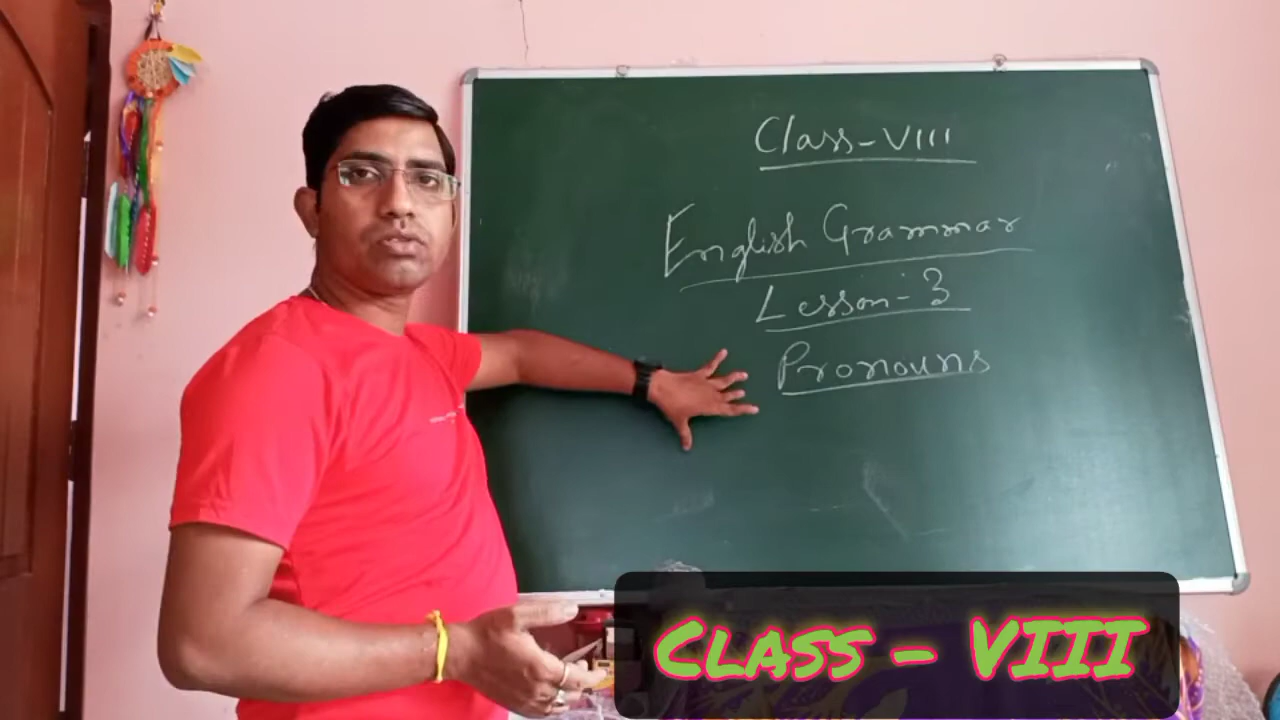 Class-VIII
English Grammar
Lesson:-3
Pronouns
CLASS - VIII